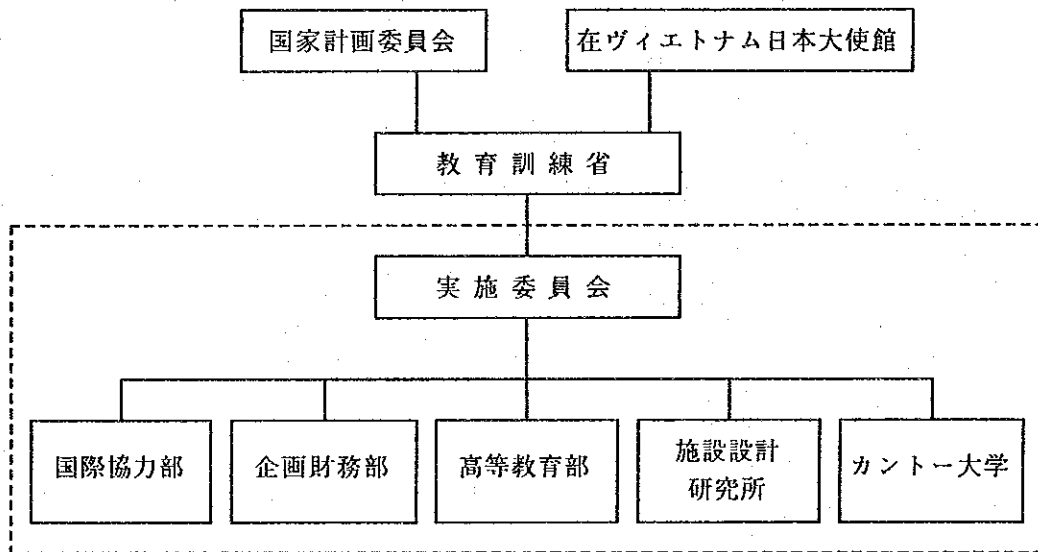 国家計画委員会
在ヴィエトナム日本大使館
教育訓練省
実施委員会
国際協力部
企画財務部
高等教育部
施設設計
研究所
カントー大学